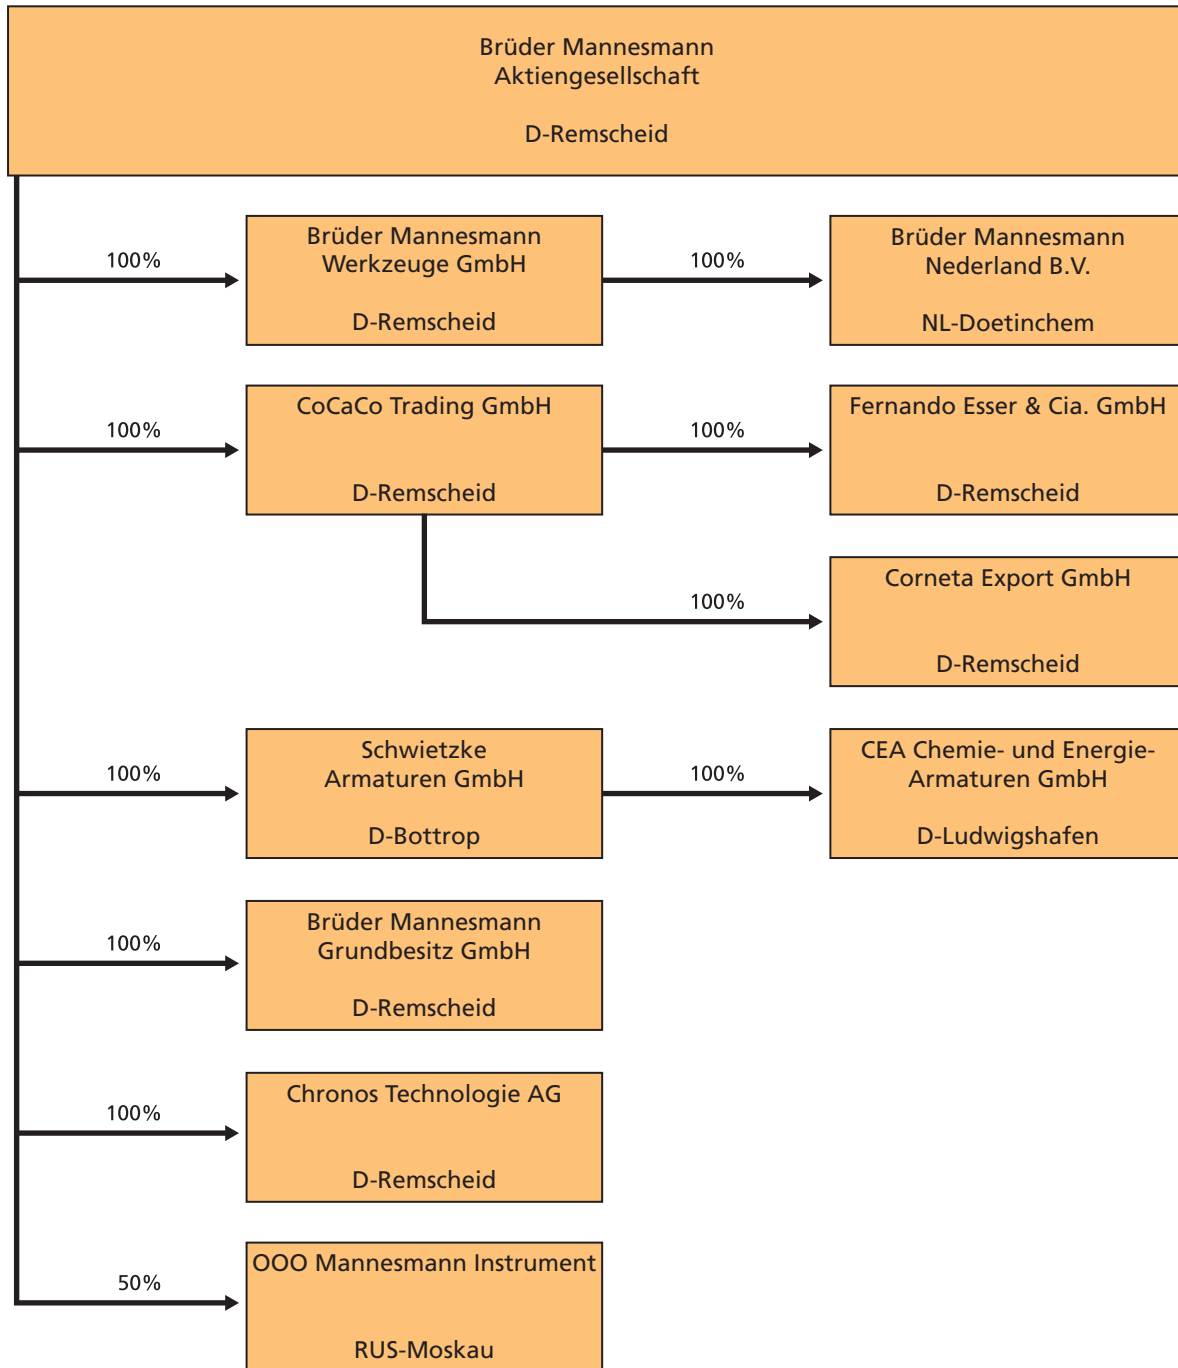 Brüder Mannesmann
Aktiengesellschaft
D-Remscheid
100%
Brüder Mannesmann
Werkzeuge GmbH
D-Remscheid
100%
Brüder Mannesmann
Nederland B.V.
NL-Doetinchem
100%
CoCaCo Trading GmbH
D-Remscheid
100%
Fernando Esser & Cia. GmbH
D-Remscheid
100%
Corneta Export GmbH
D-Remscheid
100%
Schwietzke
Armaturen GmbH
D-Bottrop
100%
CEA Chemie- und Energie-
Armaturen GmbH
D-Ludwigshafen
100%
Brüder Mannesmann
Grundbesitz GmbH
D-Remscheid
100%
Chronos Technologie AG
D-Remscheid
50%
OOO Mannesmann Instrument
RUS-Moskau